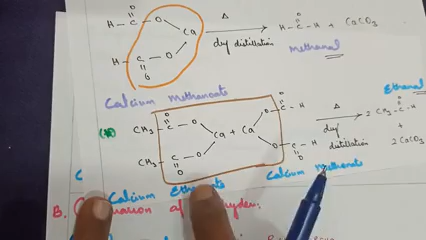 O
H - C - O
Ca
H - C - O
O
Δ
dry distillation
O
H - C - H + CaCO3
Methanal
Calcium Methanoate
Ethanal
CH3 - C - O
O
Ca + Ca
CH3 - C - O
O
O - C - H
O
O - C - H
O
Δ
dry
distillation
O
2 CH3 - C - H
+
2 CaCO3
C
Calcium Ethanoate
Calcium Methanoate
B.